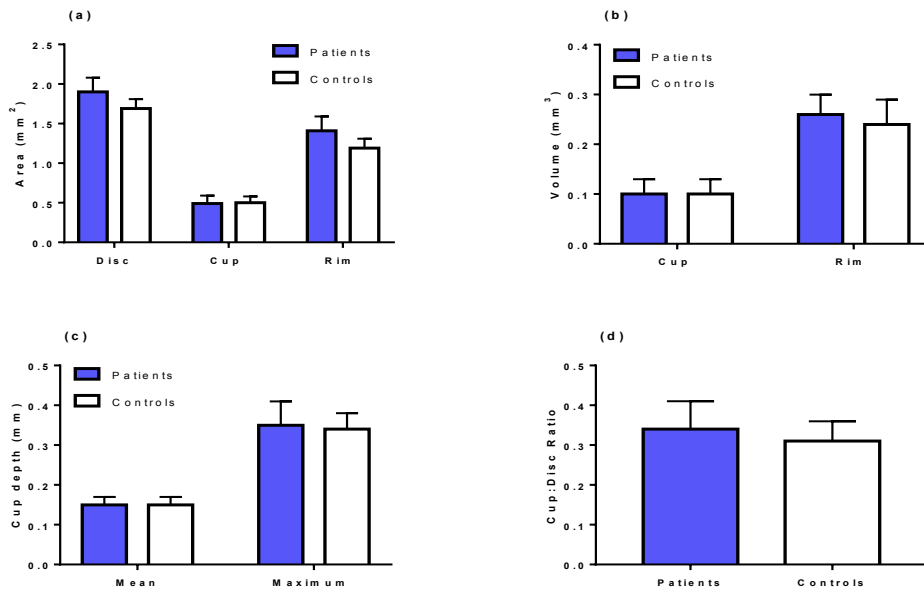 (a)
Area (mm2)
2.5
2.0
1.5
1.0
0.5
0.0
Patients
Controls
Disc Cup Rim
(b)
Volume (mm3)
0.4
0.3
0.2
0.1
0.0
Patients
Controls
Cup Rim
(c)
Cup depth (mm)
0.5
0.4
0.3
0.2
0.1
0.0
Patients
Controls
Mean Maximum
(d)
Cup:Disc Ratio
0.5
0.4
0.3
0.2
0.1
0.0
Patients Controls